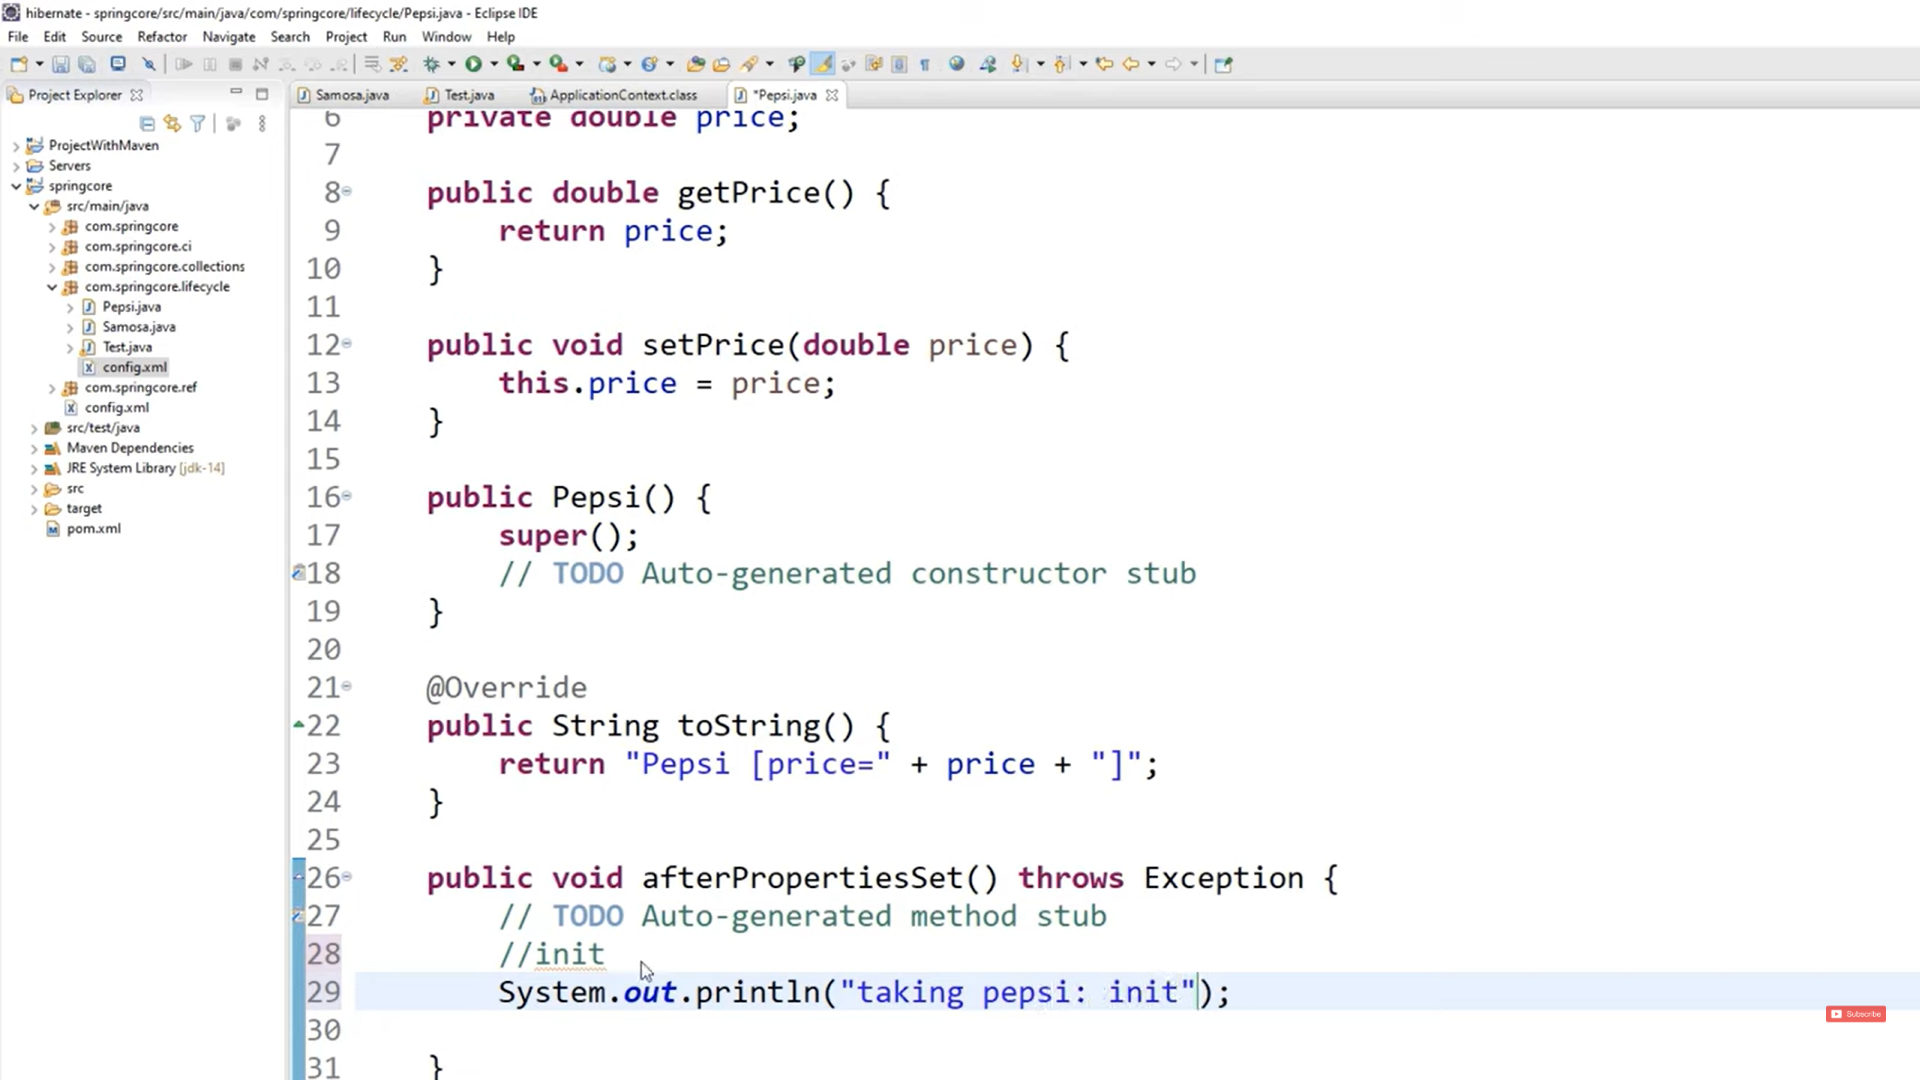 hibernate - springcore/src/main/java/com/springcore/lifecycle/Pepsi.java - Eclipse IDE
File Edit Source Refactor Navigate Search Project Run Window Help
Project Explorer
Samosa.java Test.java ApplicationContext.class *Pepsi.java
ProjectWithMaven
Servers
springcore
src/main/java
com.springcore
com.springcore.ci
com.springcore.collections
com.springcore.lifecycle
Pepsi.java
Samosa.java
Test.java
config.xml
com.springcore.ref
config.xml
src/test/java
Maven Dependencies
JRE System Library [jdk-14]
src
target
pom.xml
6 private double price;
7
8 public double getPrice() {
9 return price;
10 }
11
12 public void setPrice(double price) {
13 this.price = price;
14 }
15
16 public Pepsi() {
17 super();
18 // TODO Auto-generated constructor stub
19 }
20
21 @Override
22 public String toString() {
23 return "Pepsi [price=" + price + "]";
24 }
25
26 public void afterPropertiesSet() throws Exception {
27 // TODO Auto-generated method stub
28 //init
29 System.out.println("taking pepsi: init");
30
31 }
Subscribe